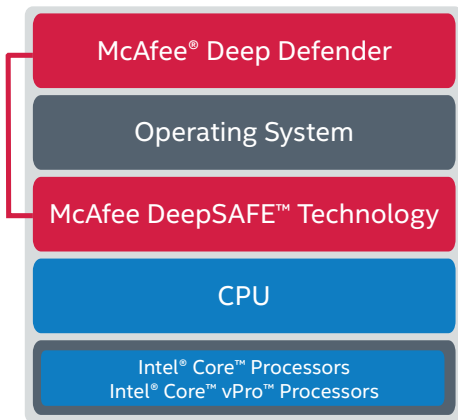 McAfee® Deep Defender
Operating System
McAfee DeepSAFE™ Technology
CPU
Intel® Core™ Processors
Intel® Core™ vPro™ Processors